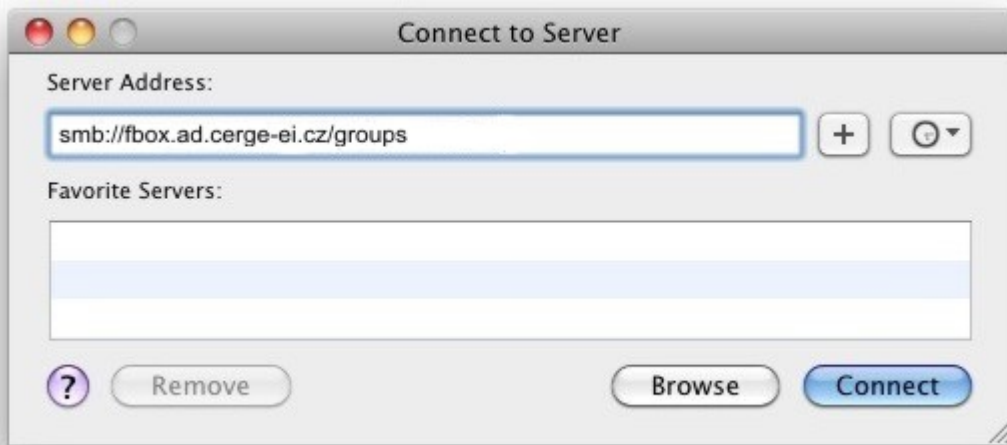 Connect to Server
Server Address:
smb://fbox.ad.cerge-ei.cz/groups
+
Favorite Servers:
?
Remove
Browse
Connect